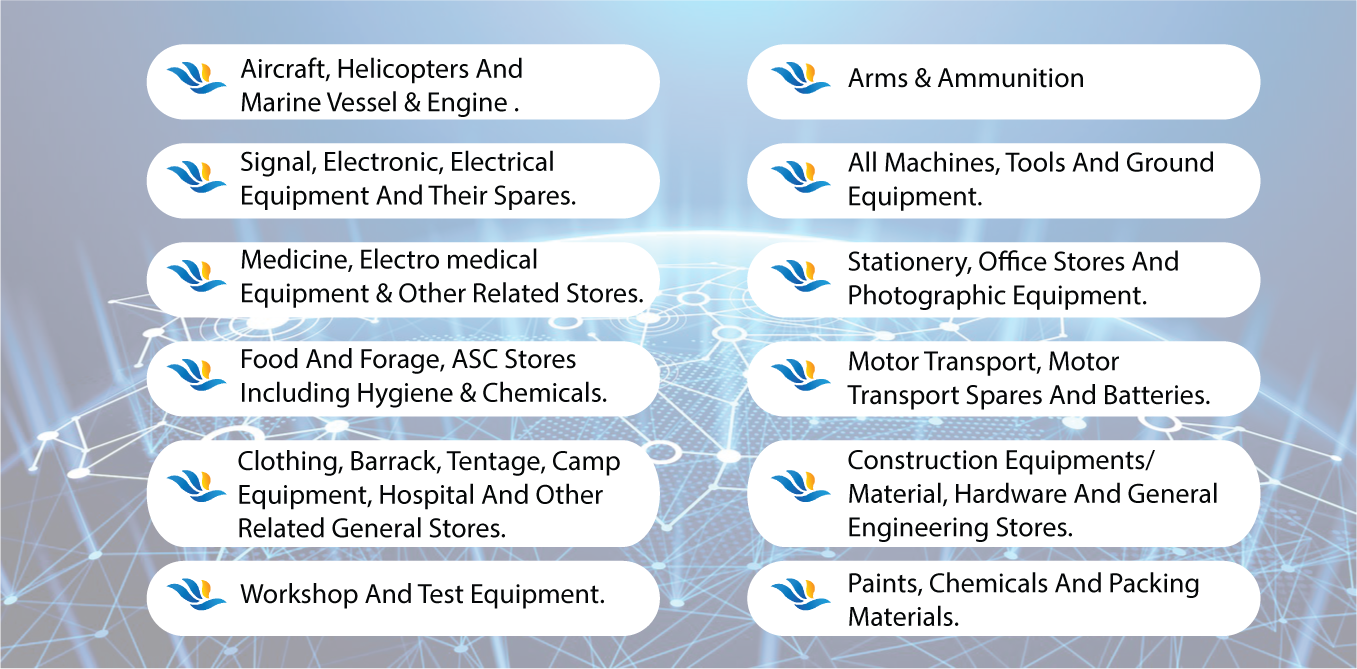 Aircraft, Helicopters And
Marine Vessel & Engine .
Arms & Ammunition
Signal, Electronic, Electrical
Equipment And Their Spares.
All Machines, Tools And Ground
Equipment.
Medicine, Electro medical
Equipment & Other Related Stores.
Stationery, Office Stores And
Photographic Equipment.
Food And Forage, ASC Stores
Including Hygiene & Chemicals.
Motor Transport, Motor
Transport Spares And Batteries.
Clothing, Barrack, Tentage, Camp
Equipment, Hospital And Other
Related General Stores.
Construction Equipments/
Material, Hardware And General
Engineering Stores.
Workshop And Test Equipment.
Paints, Chemicals And Packing
Materials.